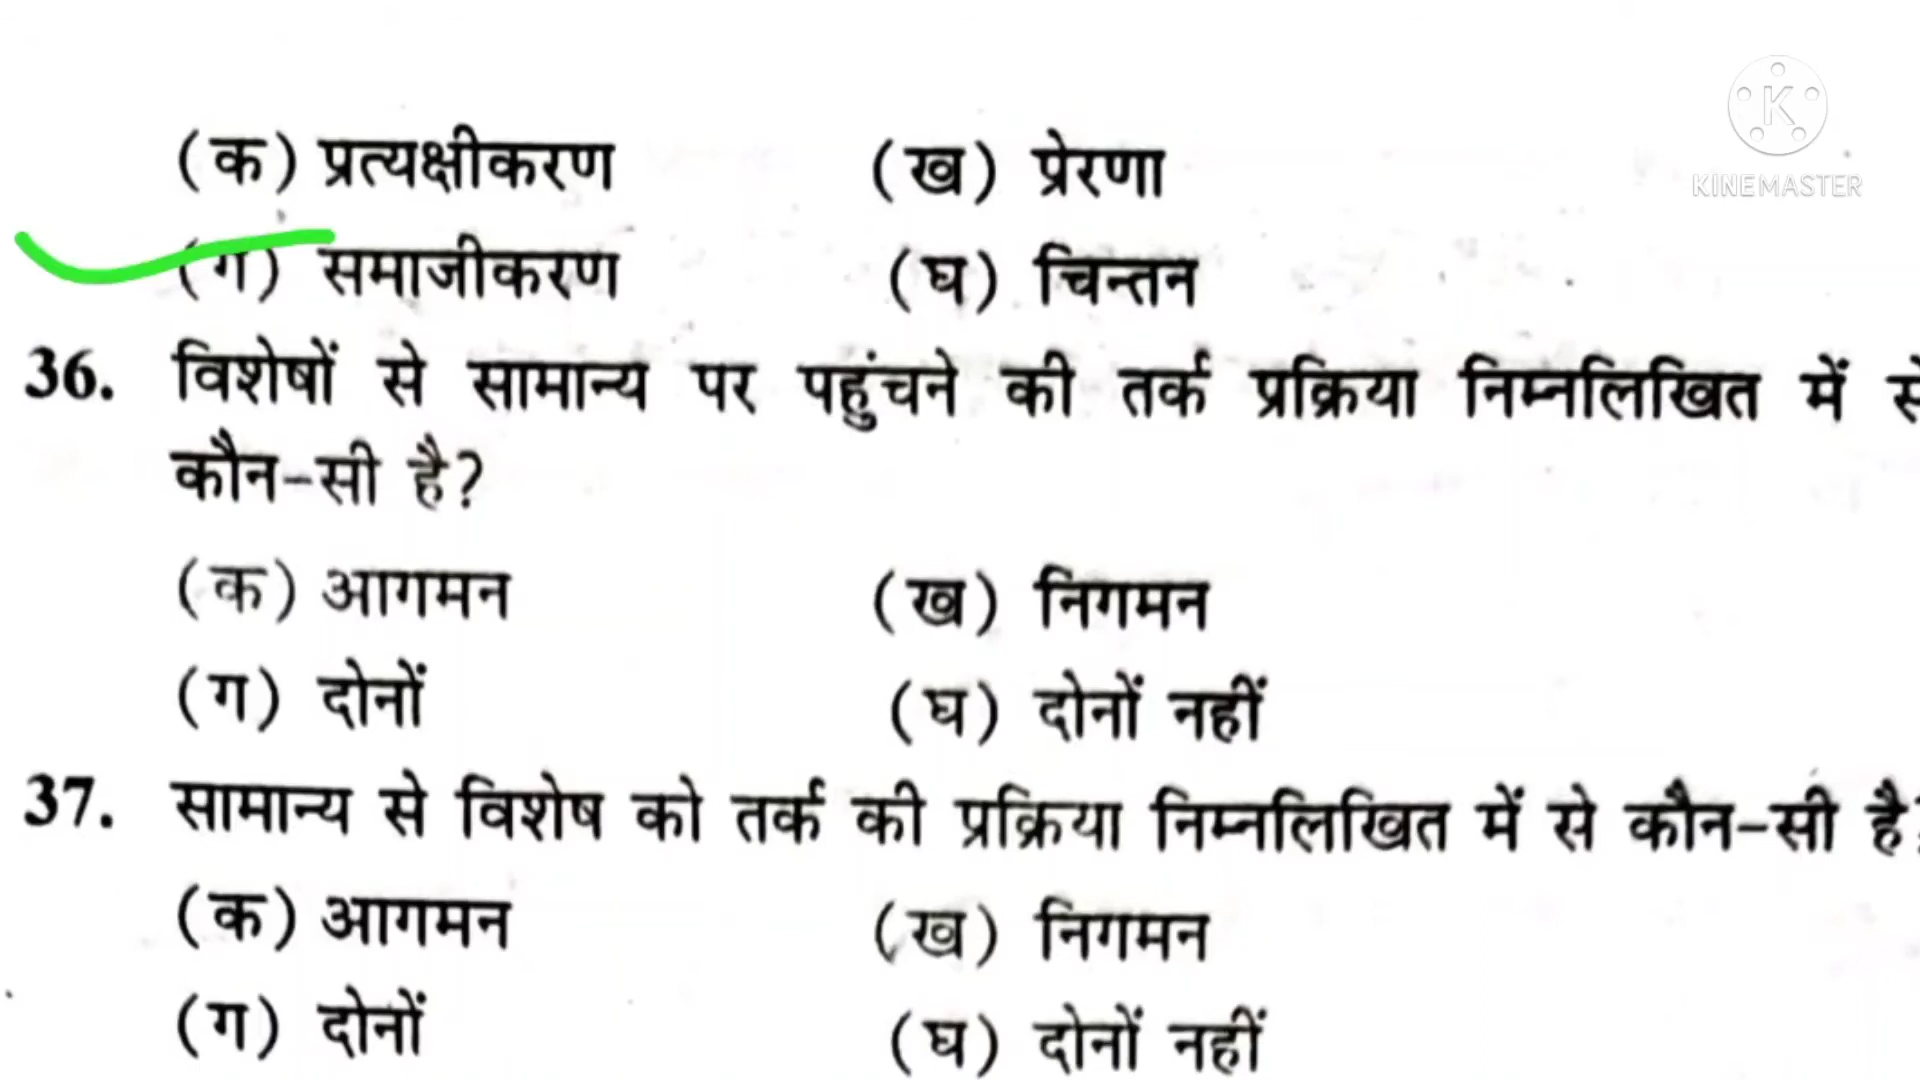 K
KINEMASTER
(क) प्रत्यक्षीकरण (ख) प्रेरणा
(ग) समाजीकरण (घ) चिन्तन
36. विशेषों से सामान्य पर पहुंचने की तर्क प्रक्रिया निम्नलिखित में से
कौन-सी है?
(क) आगमन (ख) निगमन
(ग) दोनों (घ) दोनों नहीं
37. सामान्य से विशेष को तर्क की प्रक्रिया निम्नलिखित में से कौन-सी है?
(क) आगमन (ख) निगमन
(ग) दोनों (घ) दोनों नहीं